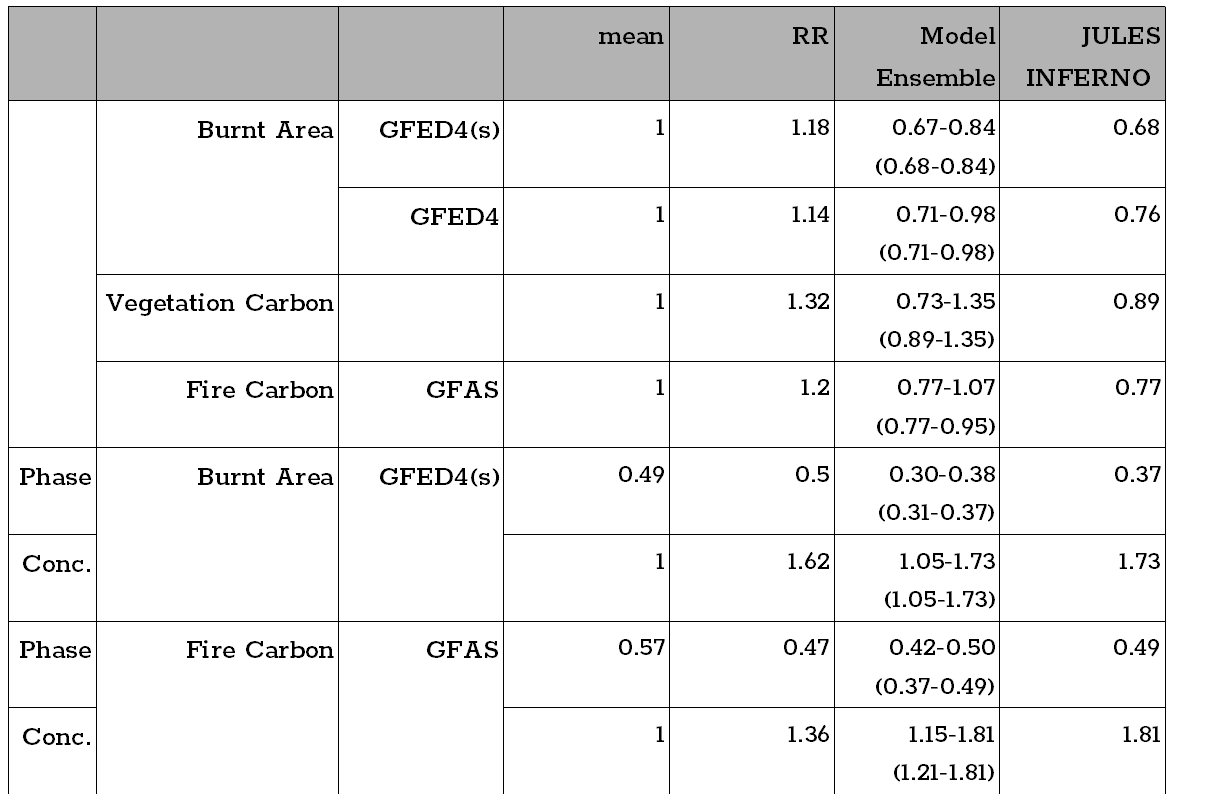 mean RR Model JULES
Ensemble INFERNO
Burnt Area GFED4(s) 1 1.18 0.67-0.84 0.68
(0.68-0.84)
GFED4 1 1.14 0.71-0.98 0.76
(0.71-0.98)
Vegetation Carbon 1 1.32 0.73-1.35 0.89
(0.89-1.35)
Fire Carbon GFAS 1 1.2 0.77-1.07 0.77
(0.77-0.95)
Phase Burnt Area GFED4(s) 0.49 0.5 0.30-0.38 0.37
(0.31-0.37)
Conc. 1 1.62 1.05-1.73 1.73
(1.05-1.73)
Phase Fire Carbon GFAS 0.57 0.47 0.42-0.50 0.49
(0.37-0.49)
Conc. 1 1.36 1.15-1.81 1.81
(1.21-1.81)